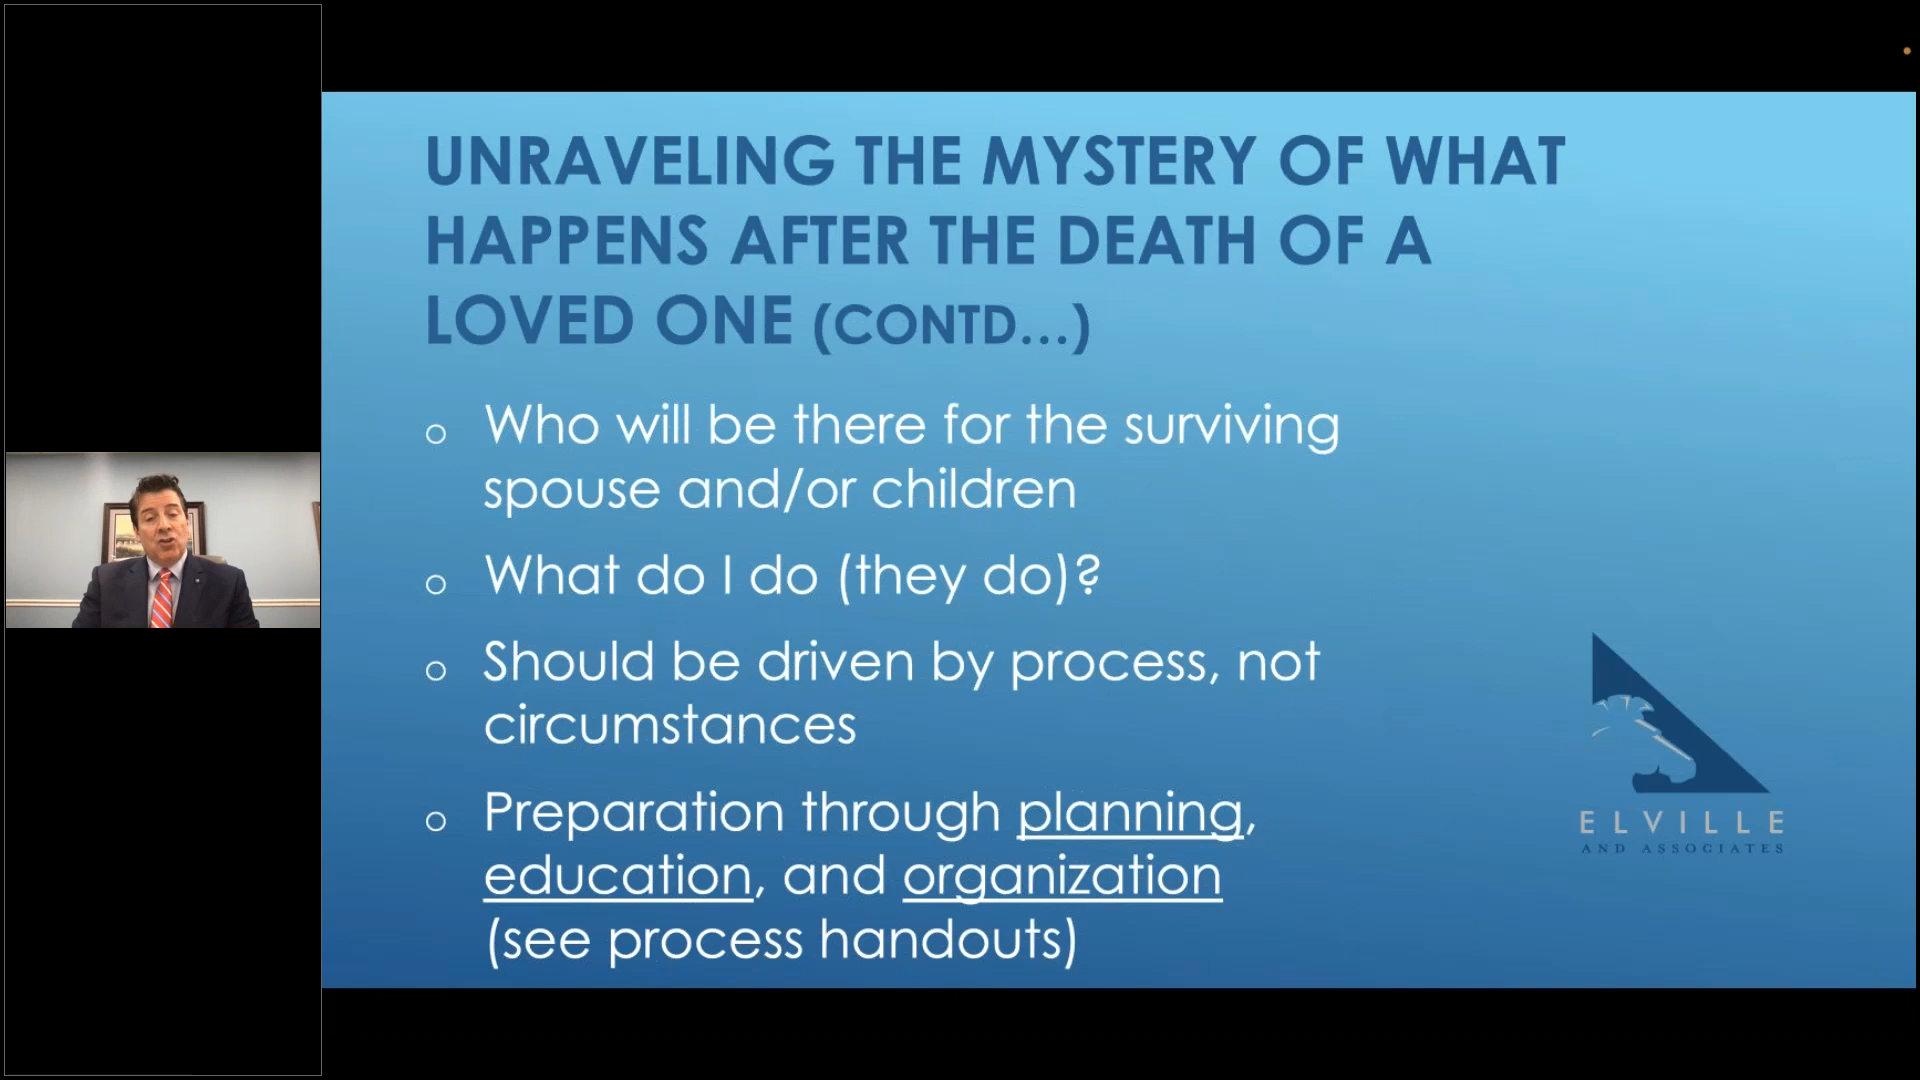 UNRAVELING THE MYSTERY OF WHAT
HAPPENS AFTER THE DEATH OF A
LOVED ONE (CONTD...)
Who will be there for the surviving
spouse and/or children
What do I do (they do)?
Should be driven by process, not
circumstances
Preparation through planning,
education, and organization
(see process handouts)
ELVILLE
AND ASSOCIATES